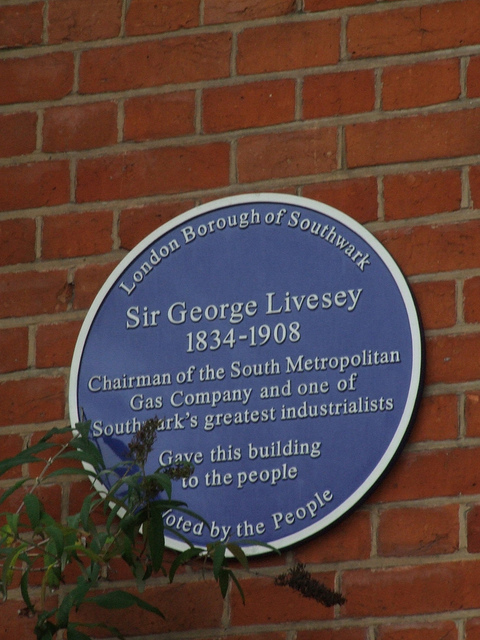 London Borough of Southwark
Sir George Livesey
1834-1908
Chairman of the South Metropolitan
Gas Company and one of
Southwark's greatest industrialists
Gave this building
to the people
Voted by the People